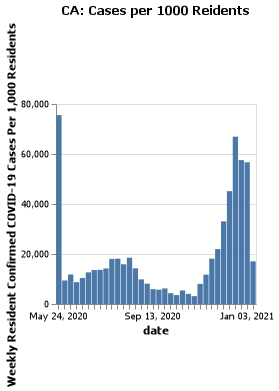 CA: Cases per 1000 Reidents
Weekly Resident Confirmed COVID-19 Cases Per 1,000 Residents
80,000
60,000
40,000
20,000
0
May 24, 2020 Sep 13, 2020 Jan 03, 2021
date